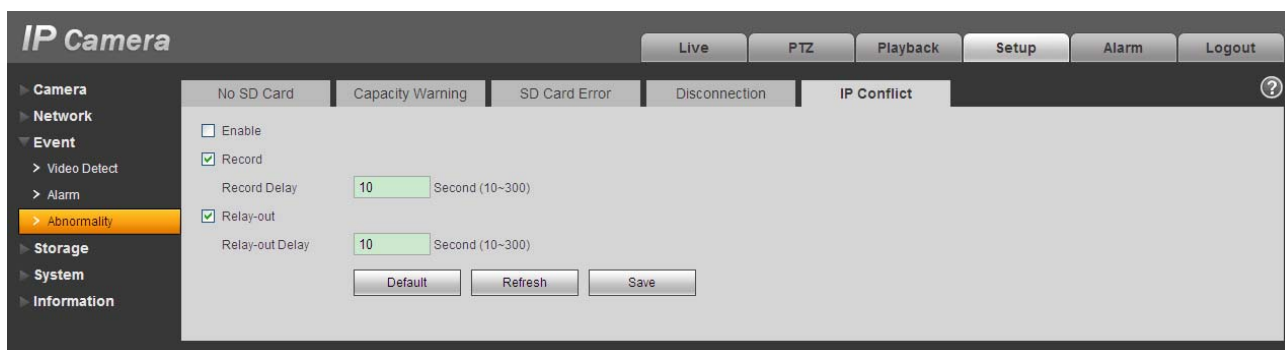 IP Camera
Live PTZ Playback Setup Alarm Logout
Camera
Network
Event
> Video Detect
> Alarm
> Abnormality
Storage
System
Information
No SD Card Capacity Warning SD Card Error Disconnection IP Conflict
?
Enable
Record
Record Delay 10 Second (10~300)
Relay-out
Relay-out Delay 10 Second (10~300)
Default Refresh Save